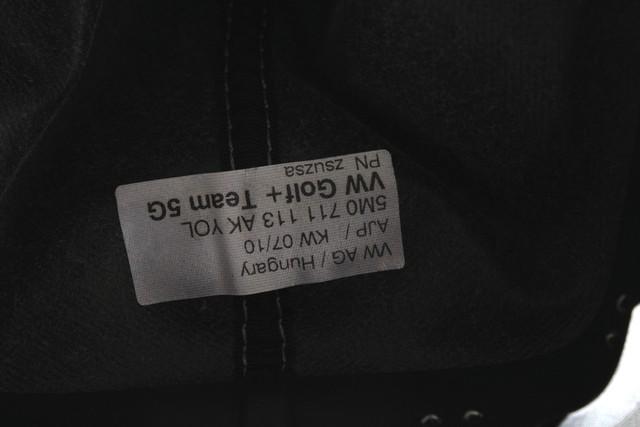 VW AG / Hungary
AJP / KW 07/10
5M0 711 113 AK YOL
VW Golf+ Team 5G
PN zsuzsa